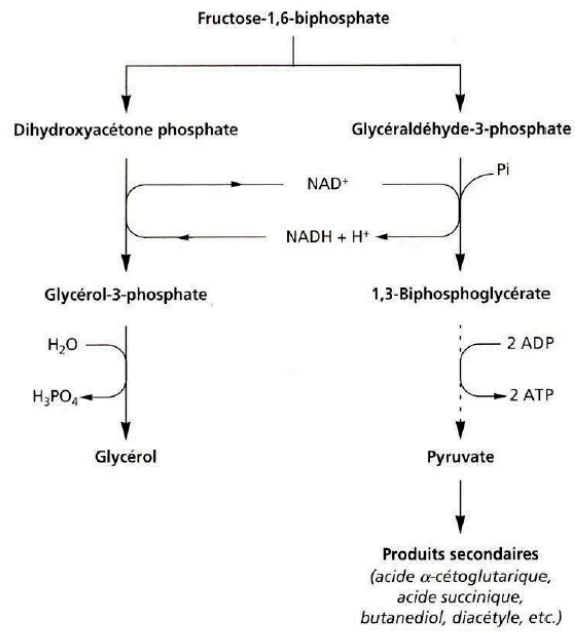 Fructose-1,6-biphosphate
Dihydroxyacétone phosphate
Glycéraldéhyde-3-phosphate
Pi
NAD⁺
NADH + H⁺
Glycérol-3-phosphate
1,3-Biphosphoglycérate
H₂O
2 ADP
H₃PO₄
2 ATP
Glycérol
Pyruvate
Produits secondaires
(acide α-cétoglutarique,
acide succinique,
butanediol, diacétyle, etc.)